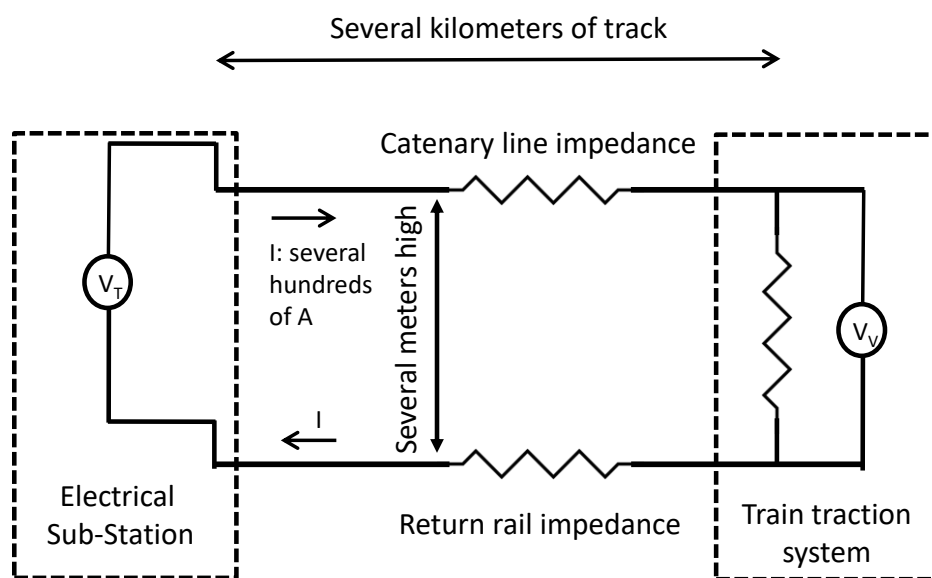 Several kilometers of track
Catenary line impedance
I: several
hundreds
of A
Several meters high
V_T
V_V
I
Electrical
Sub-Station
Return rail impedance
Train traction
system